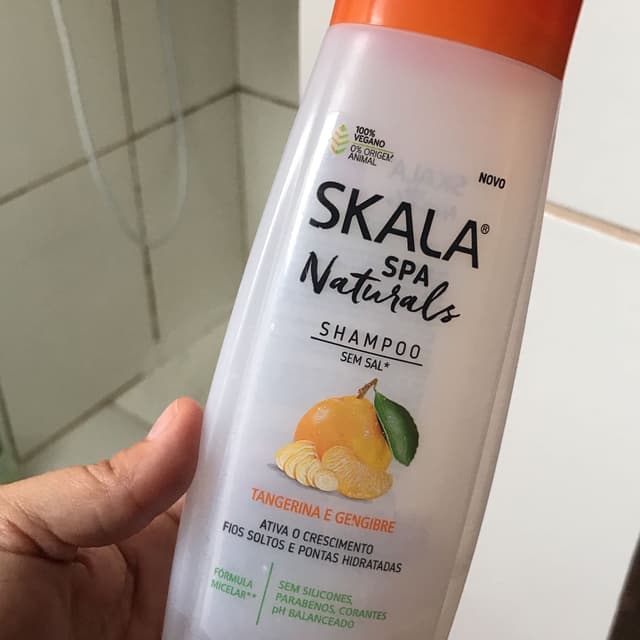 100%
VEGANO
0% ORIGEM
ANIMAL
NOVO
SKALA®
SPA
Naturals
SHAMPOO
SEM SAL*
TANGERINA E GENGIBRE
ATIVA O CRESCIMENTO
FIOS SOLTOS E PONTAS HIDRATADAS
FÓRMULA
MICELAR**
SEM SILICONES,
PARABENOS, CORANTES
pH BALANCEADO